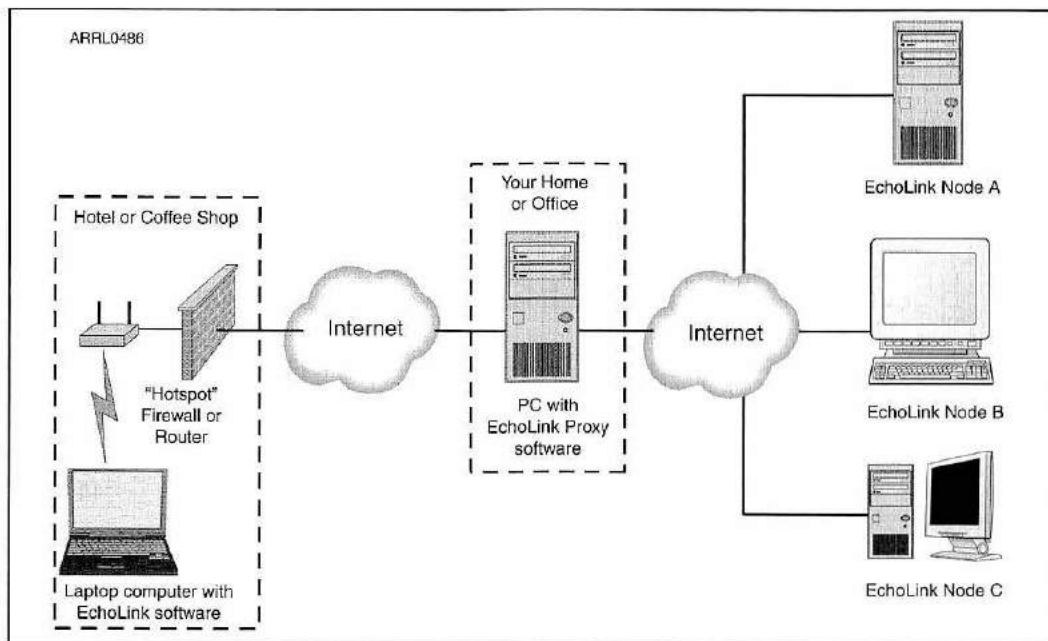 ARRL0486
Hotel or Coffee Shop
"Hotspot"
Firewall or
Router
Laptop computer with
EchoLink software
Internet
Your Home
or Office
PC with
EchoLink Proxy
software
Internet
EchoLink Node A
EchoLink Node B
EchoLink Node C